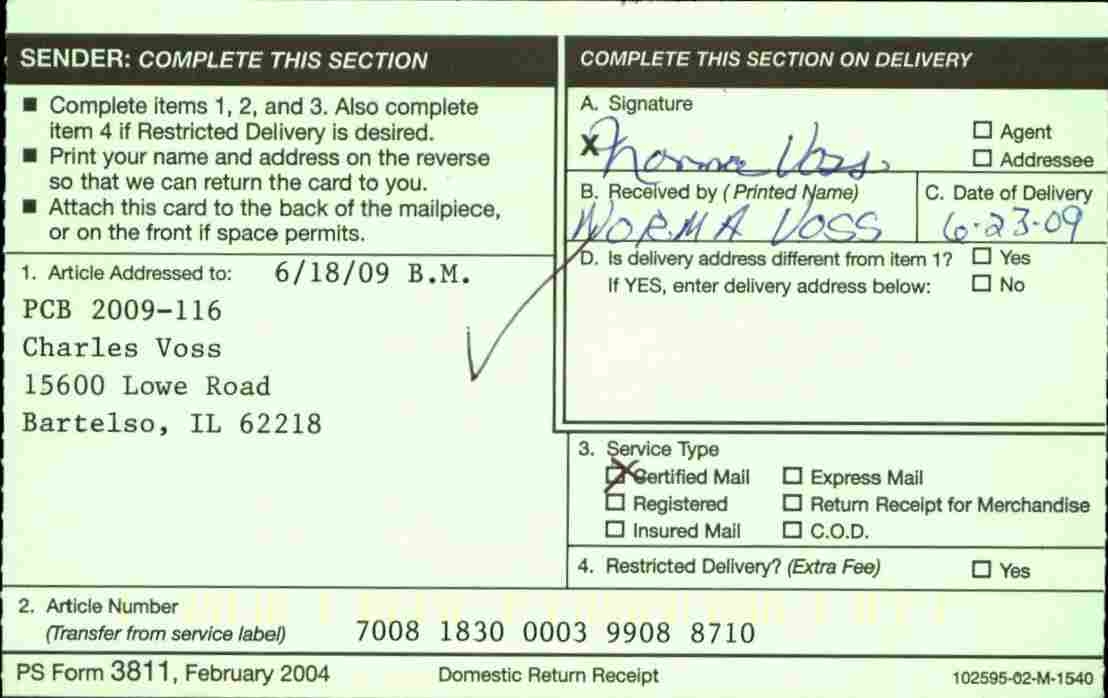 SENDER: COMPLETE THIS SECTION
■ Complete items 1, 2, and 3. Also complete
item 4 if Restricted Delivery is desired.
■ Print your name and address on the reverse
so that we can return the card to you.
■ Attach this card to the back of the mailpiece,
or on the front if space permits.
1. Article Addressed to: 6/18/09 B.M.
PCB 2009-116
Charles Voss
15600 Lowe Road
Bartelso, IL 62218
COMPLETE THIS SECTION ON DELIVERY
A. Signature
X Norma Voss
☐ Agent
☐ Addressee
B. Received by (Printed Name)
NORMA VOSS
C. Date of Delivery
6-23-09
D. Is delivery address different from item 1? ☐ Yes
If YES, enter delivery address below: ☐ No
3. Service Type
☒ Certified Mail ☐ Express Mail
☐ Registered ☐ Return Receipt for Merchandise
☐ Insured Mail ☐ C.O.D.
4. Restricted Delivery? (Extra Fee) ☐ Yes
2. Article Number
(Transfer from service label) 7008 1830 0003 9908 8710
PS Form 3811, February 2004 Domestic Return Receipt 102595-02-M-1540